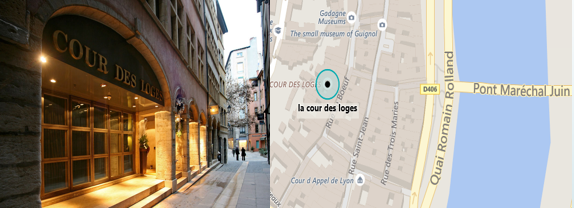 COUR DES LOGES
Gadagne
Museums
The small museum of Guignol
COUR DES LOGE
la cour des loges
Rue Saint-Jean
Rue des Trois Maries
Quai Romain Rolland
D406
Pont Maréchal Juin
Cour d'Appel de Lyon